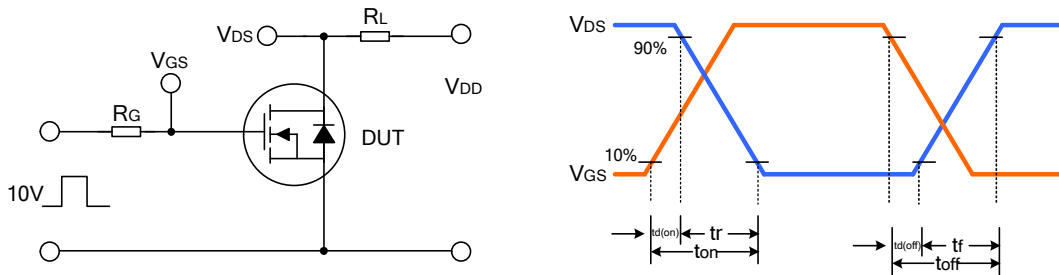 VDS
RL
VGS
VDD
RG
DUT
10V
VDS
90%
10%
VGS
td(on)
tr
ton
td(off)
tf
toff